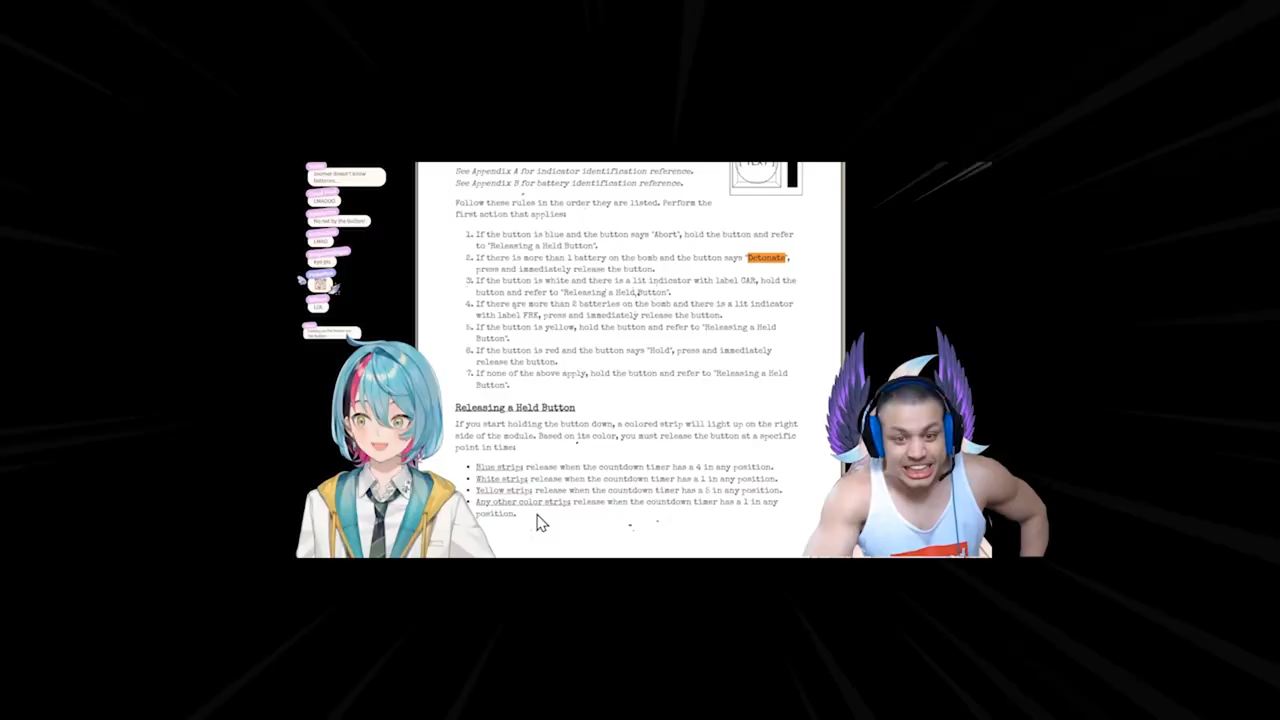 another doesn't know
batteries...
LMAOOO
No not by the button!
LMAO
See Appendix A for indicator identification reference.
See Appendix B for battery identification reference.
Follow these rules in the order they are listed. Perform the
first action that applies:
1. If the button is blue and the button says "Abort", hold the button and refer
to "Releasing a Held Button".
2. If there is more than 1 battery on the bomb and the button says "Detonate",
press and immediately release the button.
3. If the button is white and there is a lit indicator with label CAR, hold the
button and refer to "Releasing a Held Button".
4. If there are more than 2 batteries on the bomb and there is a lit indicator
with label FRK, press and immediately release the button.
5. If the button is yellow, hold the button and refer to "Releasing a Held
Button".
6. If the button is red and the button says "Hold", press and immediately
release the button.
7. If none of the above apply, hold the button and refer to "Releasing a Held
Button".
Releasing a Held Button
If you start holding the button down, a colored strip will light up on the right
side of the module. Based on its color, you must release the button at a specific
point in time:
• Blue strip: release when the countdown timer has a 4 in any position.
• White strip: release when the countdown timer has a 1 in any position.
• Yellow strip: release when the countdown timer has a 5 in any position.
• Any other color strip: release when the countdown timer has a 1 in any
position.